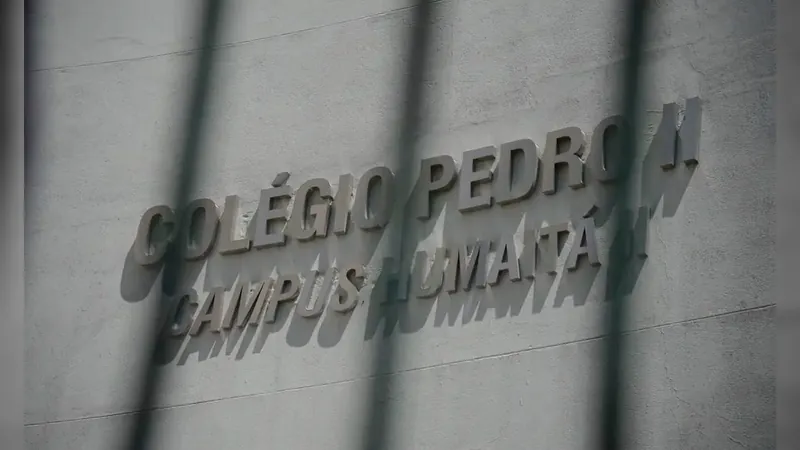 COLÉGIO PEDRO II
CAMPUS HUMAITÁ II